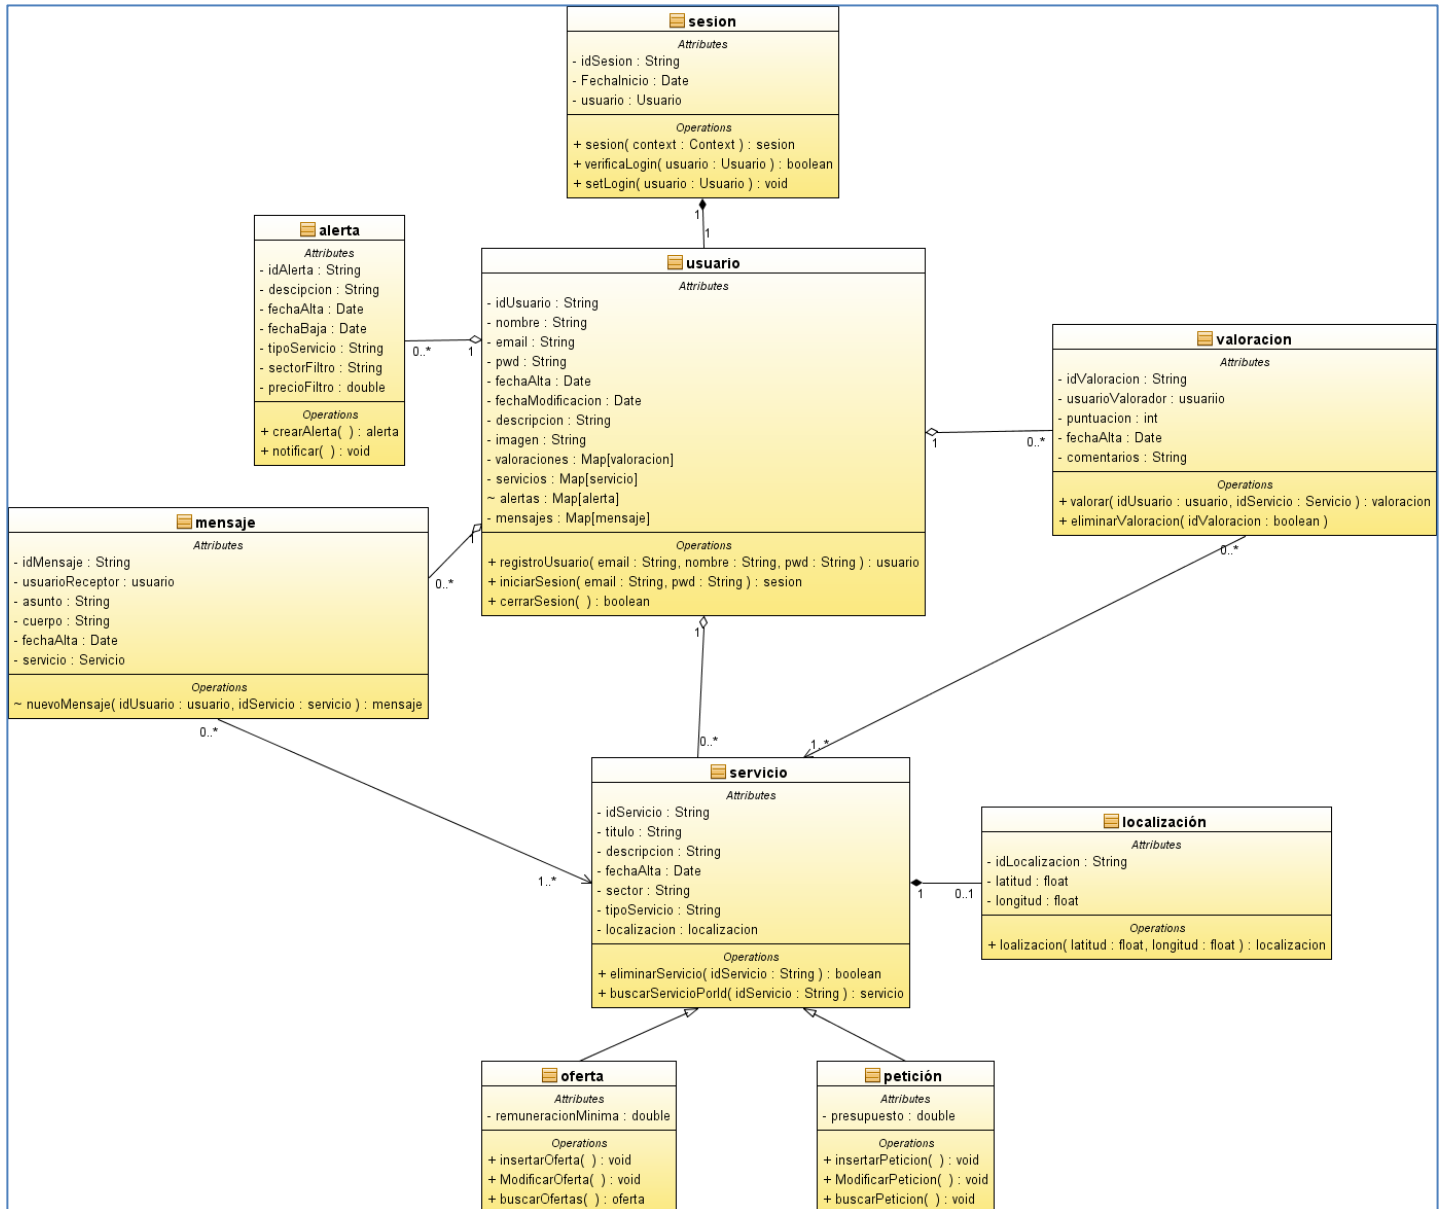 sesion
Attributes
- idSesion : String
- FechaInicio : Date
- usuario : Usuario
Operations
+ sesion( context : Context ) : sesion
+ verificaLogin( usuario : Usuario ) : boolean
+ setLogin( usuario : Usuario ) : void
1
1
alerta
Attributes
- idAlerta : String
- descipcion : String
- fechaAlta : Date
- fechaBaja : Date
- tipoServicio : String
- sectorFiltro : String
- precioFiltro : double
Operations
+ crearAlerta( ) : alerta
+ notificar( ) : void
0..*
1
usuario
Attributes
- idUsuario : String
- nombre : String
- email : String
- pwd : String
- fechaAlta : Date
- fechaModificacion : Date
- descripcion : String
- imagen : String
- valoraciones : Map[valoracion]
- servicios : Map[servicio]
~ alertas : Map[alerta]
- mensajes : Map[mensaje]
Operations
+ registroUsuario( email : String, nombre : String, pwd : String ) : usuario
+ iniciarSesion( email : String, pwd : String ) : sesion
+ cerrarSesion( ) : boolean
1
0..*
valoracion
Attributes
- idValoracion : String
- usuarioValorador : usuariio
- puntuacion : int
- fechaAlta : Date
- comentarios : String
Operations
+ valorar( idUsuario : usuario, idServicio : Servicio ) : valoracion
+ eliminarValoracion( idValoracion : boolean )
0..*
1..*
mensaje
Attributes
- idMensaje : String
- usuarioReceptor : usuario
- asunto : String
- cuerpo : String
- fechaAlta : Date
- servicio : Servicio
Operations
~ nuevoMensaje( idUsuario : usuario, idServicio : servicio ) : mensaje
1
0..*
0..*
1..*
1
0..*
servicio
Attributes
- idServicio : String
- titulo : String
- descripcion : String
- fechaAlta : Date
- sector : String
- tipoServicio : String
- localizacion : localizacion
Operations
+ eliminarServicio( idServicio : String ) : boolean
+ buscarServicioPorId( idServicio : String ) : servicio
1
0..1
localización
Attributes
- idLocalizacion : String
- latitud : float
- longitud : float
Operations
+ loalizacion( latitud : float, longitud : float ) : localizacion
oferta
Attributes
- remuneracionMinima : double
Operations
+ insertarOferta( ) : void
+ ModificarOferta( ) : void
+ buscarOfertas( ) : oferta
petición
Attributes
- presupuesto : double
Operations
+ insertarPeticion( ) : void
+ ModificarPeticion( ) : void
+ buscarPeticion( ) : void